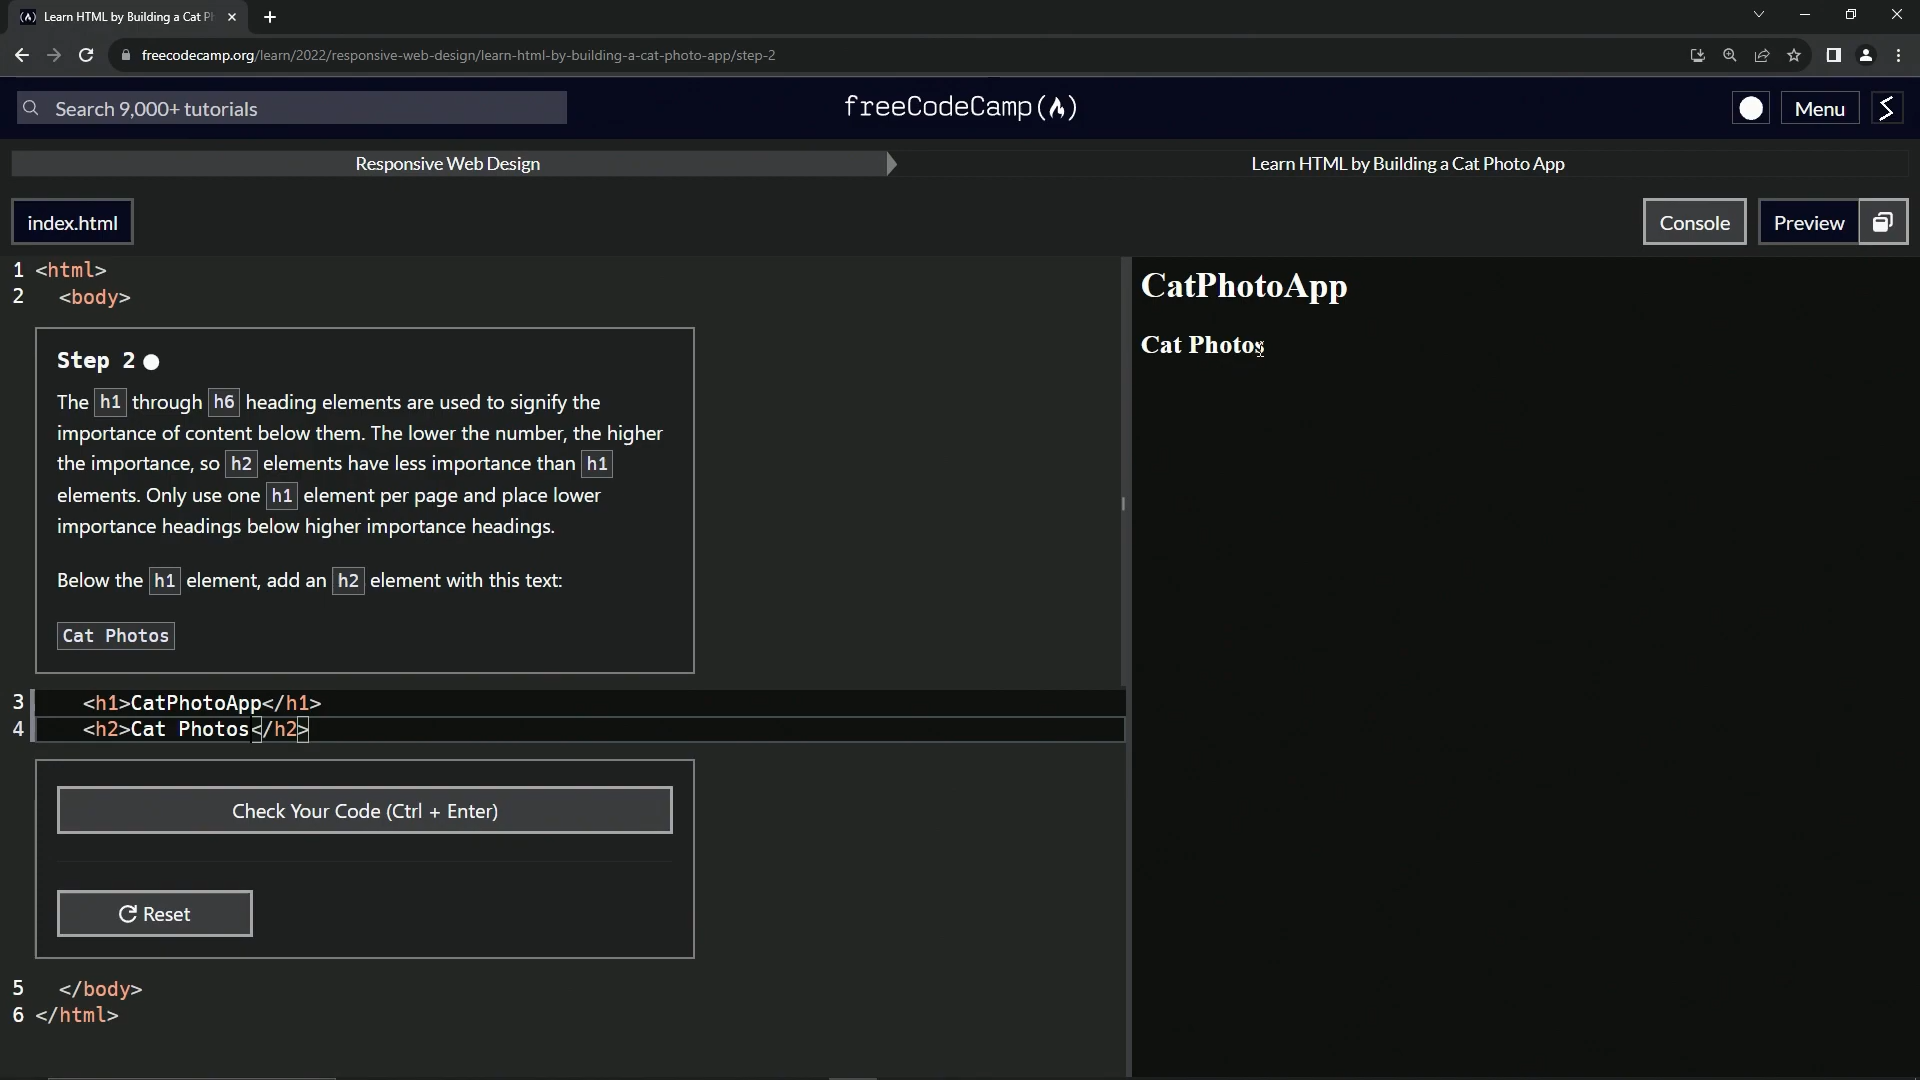 Learn HTML by Building a Cat P
freecodecamp.org/learn/2022/responsive-web-design/learn-html-by-building-a-cat-photo-app/step-2
Search 9,000+ tutorials
freeCodeCamp
Menu
Responsive Web Design
Learn HTML by Building a Cat Photo App
index.html
Console
Preview
1 <html>
2 <body>
Step 2
The h1 through h6 heading elements are used to signify the
importance of content below them. The lower the number, the higher
the importance, so h2 elements have less importance than h1
elements. Only use one h1 element per page and place lower
importance headings below higher importance headings.
Below the h1 element, add an h2 element with this text:
Cat Photos
3 <h1>CatPhotoApp</h1>
4 <h2>Cat Photos</h2>
Check Your Code (Ctrl + Enter)
Reset
5 </body>
6 </html>
CatPhotoApp
Cat Photos